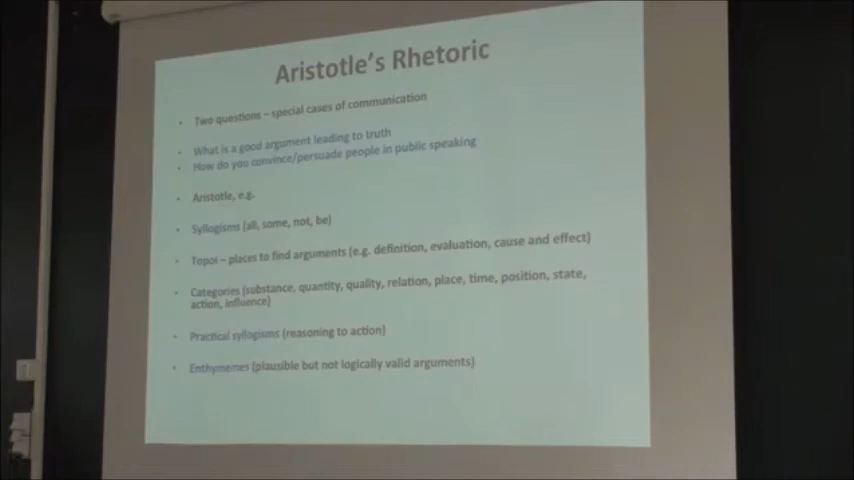 Aristotle's Rhetoric
• Two questions – special cases of communication
• What is a good argument leading to truth
• How do you convince/persuade people in public speaking
• Aristotle, e.g.
• Syllogisms (all, some, not, be)
• Topoi – places to find arguments (e.g. definition, evaluation, cause and effect)
• Categories (substance, quantity, quality, relation, place, time, position, state,
action, influence)
• Practical syllogisms (reasoning to action)
• Enthymemes (plausible but not logically valid arguments)